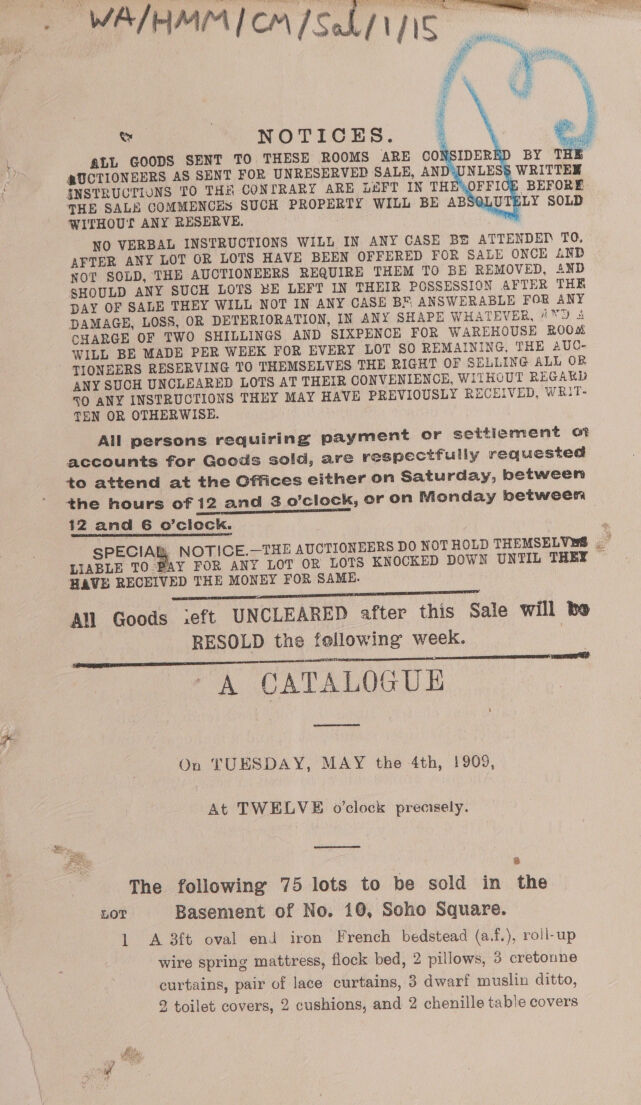 WA/HMM/CM/Sal/1/15
B
NOTICES.
ALL GOODS SENT TO THESE ROOMS ARE CONSIDERED BY THE
AUCTIONEERS AS SENT FOR UNRESERVED SALE, AND UNLESS WRITTEN
INSTRUCTIONS TO THE CONTRARY ARE LEFT IN THE OFFICE BEFORE
THE SALE COMMENCES SUCH PROPERTY WILL BE ABSOLUTELY SOLD
WITHOUT ANY RESERVE.
NO VERBAL INSTRUCTIONS WILL IN ANY CASE BE ATTENDED TO.
AFTER ANY LOT OR LOTS HAVE BEEN OFFERED FOR SALE ONCE AND
NOT SOLD, THE AUCTIONEERS REQUIRE THEM TO BE REMOVED, AND
SHOULD ANY SUCH LOTS BE LEFT IN THEIR POSSESSION AFTER THE
DAY OF SALE THEY WILL NOT IN ANY CASE BE ANSWERABLE FOR ANY
DAMAGE, LOSS, OR DETERIORATION, IN ANY SHAPE WHATEVER, AND A
CHARGE OF TWO SHILLINGS AND SIXPENCE FOR WAREHOUSE ROOM
WILL BE MADE PER WEEK FOR EVERY LOT SO REMAINING, THE AUC-
TIONEERS RESERVING TO THEMSELVES THE RIGHT OF SELLING ALL OR
ANY SUCH UNCLEARED LOTS AT THEIR CONVENIENCE, WITHOUT REGARD
TO ANY INSTRUCTIONS THEY MAY HAVE PREVIOUSLY RECEIVED, WRIT-
TEN OR OTHERWISE.
All persons requiring payment or settlement of
accounts for Goods sold, are respectfully requested
to attend at the Offices either on Saturday, between
the hours of 12 and 3 o'clock, or on Monday between
12 and 6 o'clock.
SPECIAL NOTICE.—THE AUCTIONEERS DO NOT HOLD THEMSELVES
LIABLE TO PAY FOR ANY LOT OR LOTS KNOCKED DOWN UNTIL THEY
HAVE RECEIVED THE MONEY FOR SAME.
All Goods left UNCLEARED after this Sale will be
RESOLD the following week.
A CATALOGUE
On TUESDAY, MAY the 4th, 1909,
At TWELVE o'clock precisely.
The following 75 lots to be sold in the
LOT Basement of No. 10, Soho Square.
1 A 3ft oval end iron French bedstead (a.f.), roll-up
wire spring mattress, flock bed, 2 pillows, 3 cretonne
curtains, pair of lace curtains, 3 dwarf muslin ditto,
2 toilet covers, 2 cushions, and 2 chenille table covers